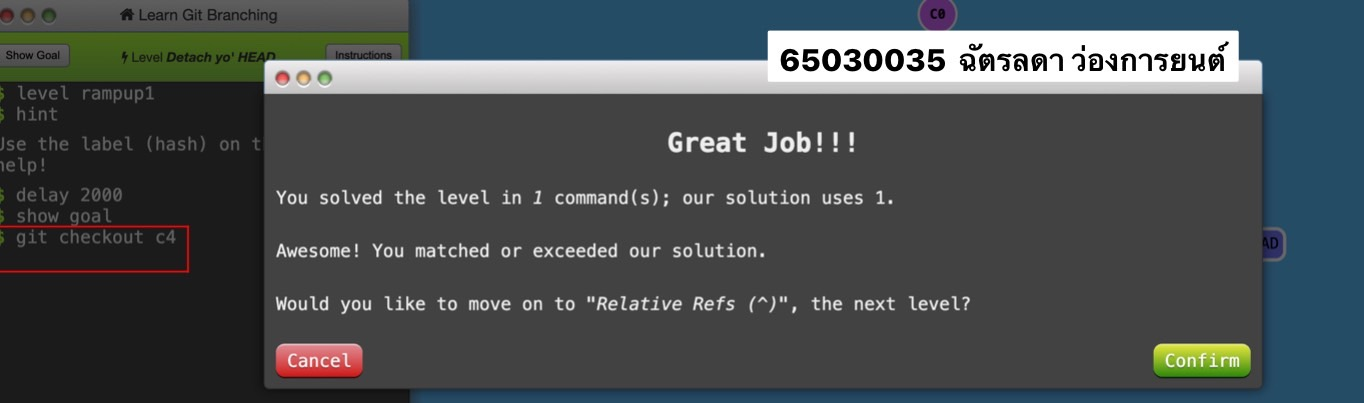 Learn Git Branching
C0
Show Goal
Level Detach yo' HEAD
Instructions
65030035 ฉัตรลดา ว่องการยนต์
$ level rampup1
$ hint
Use the label (hash) on
help!
$ delay 2000
$ show goal
$ git checkout c4
Great Job!!!
You solved the level in 1 command(s); our solution uses 1.
Awesome! You matched or exceeded our solution.
Would you like to move on to "Relative Refs (^)", the next level?
Cancel
Confirm